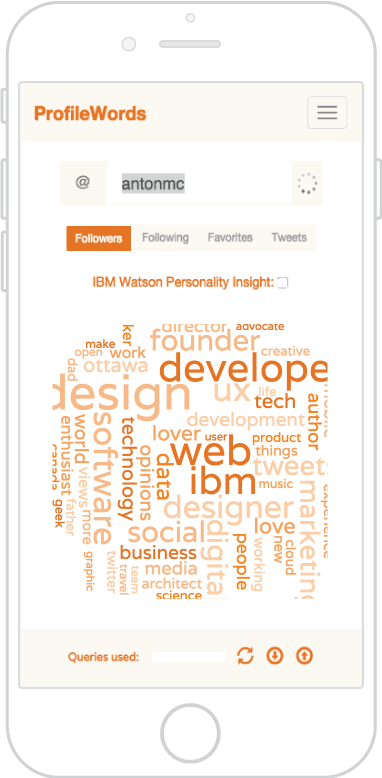 ProfileWords
@ antonmc
Followers Following Favorites Tweets
IBM Watson Personality Insight:
ker director advocate
make founder creative
open work
dad ottawa develope
design ux life tech
development author
enthusiast world software technology lover user product
web things
views opinions data ibm tweets
geek father more designer music experience
social love marketing
business digital people new cloud
graphic twitter travel team media working
architect
science
Queries used: